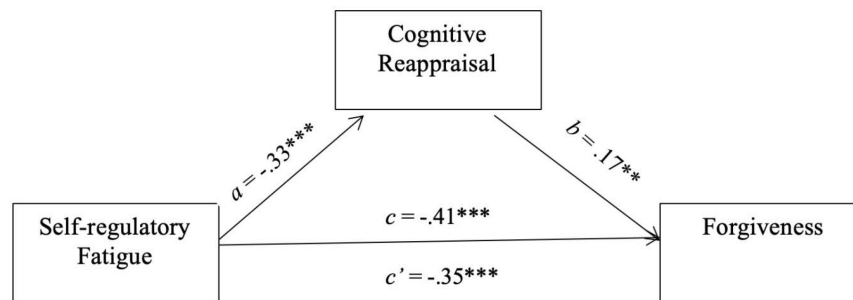 Cognitive
Reappraisal
a = -.33***
b = .17**
Self-regulatory
Fatigue
c = -.41***
Forgiveness
c’ = -.35***